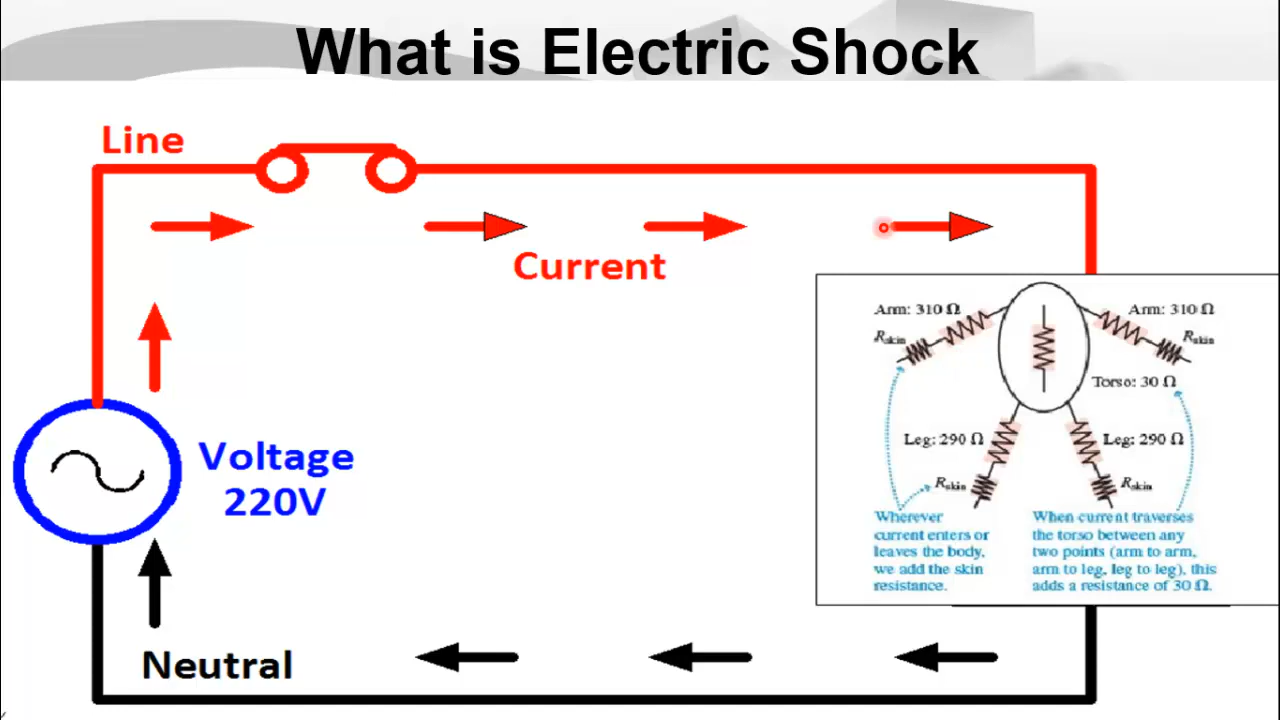 What is Electric Shock
Line
Current
Voltage
220V
Neutral
Arm: 310 Ω
Arm: 310 Ω
Rskin
Rskin
Torso: 30 Ω
Leg: 290 Ω
Leg: 290 Ω
Rskin
Rskin
Wherever
current enters or
leaves the body,
we add the skin
resistance.
When current traverses
the torso between any
two points (arm to arm,
arm to leg, leg to leg), this
adds a resistance of 30 Ω.